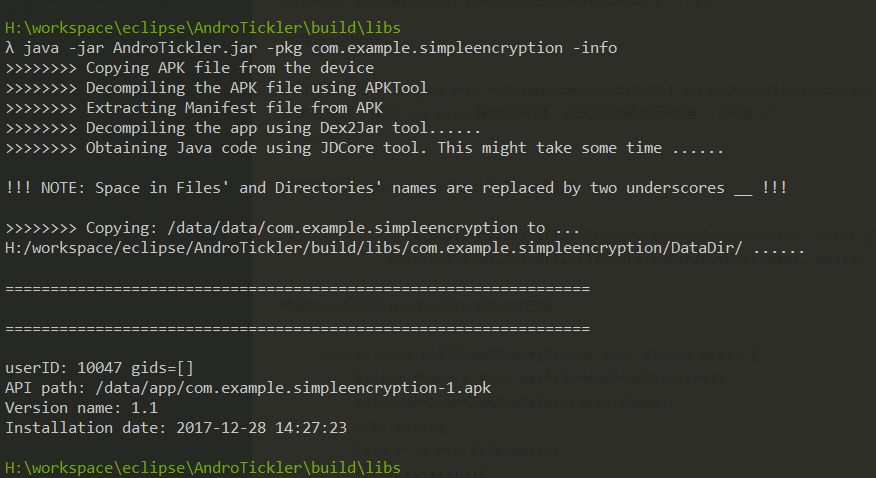 H:\workspace\eclipse\AndroTickler\build\libs
λ java -jar AndroTickler.jar -pkg com.example.simpleencryption -info
>>>>>>>> Copying APK file from the device
>>>>>>>> Decompiling the APK file using APKTool
>>>>>>>> Extracting Manifest file from APK
>>>>>>>> Decompiling the app using Dex2Jar tool......
>>>>>>>> Obtaining Java code using JDCore tool. This might take some time ......
!!! NOTE: Space in Files' and Directories' names are replaced by two underscores __ !!!
>>>>>>>> Copying: /data/data/com.example.simpleencryption to ...
H:/workspace/eclipse/AndroTickler/build/libs/com.example.simpleencryption/DataDir/ ......
=================================================================
=================================================================
userID: 10047 gids=[]
API path: /data/app/com.example.simpleencryption-1.apk
Version name: 1.1
Installation date: 2017-12-28 14:27:23
H:\workspace\eclipse\AndroTickler\build\libs